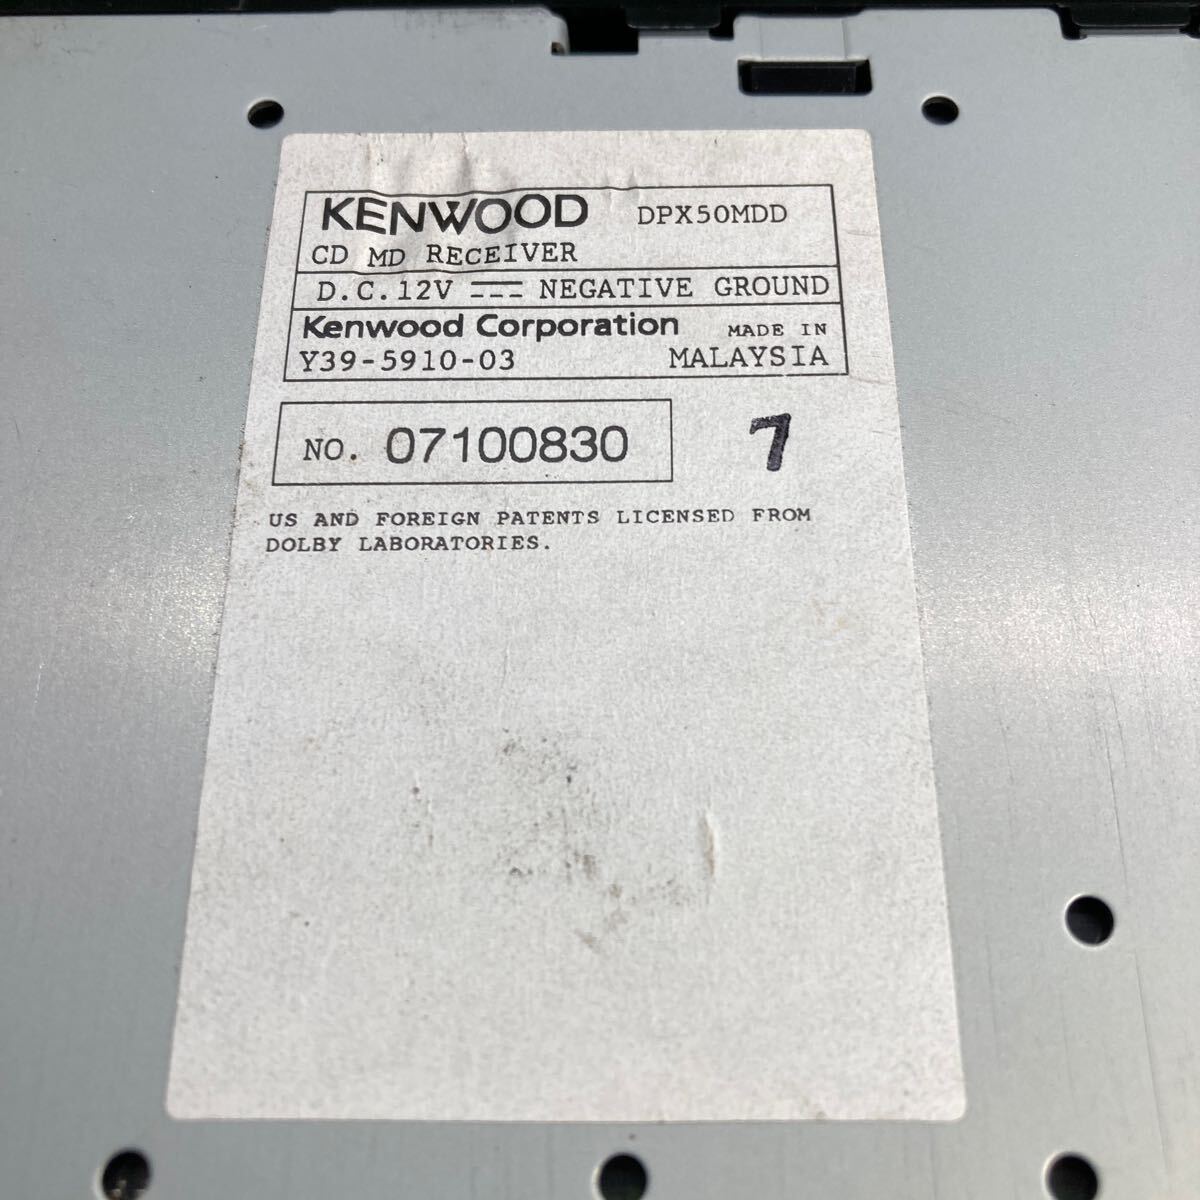 KENWOOD DPX50MDD
CD MD RECEIVER
D.C.12V NEGATIVE GROUND
Kenwood Corporation MADE IN
Y39-5910-03 MALAYSIA
NO. 07100830 7
US AND FOREIGN PATENTS LICENSED FROM
DOLBY LABORATORIES.